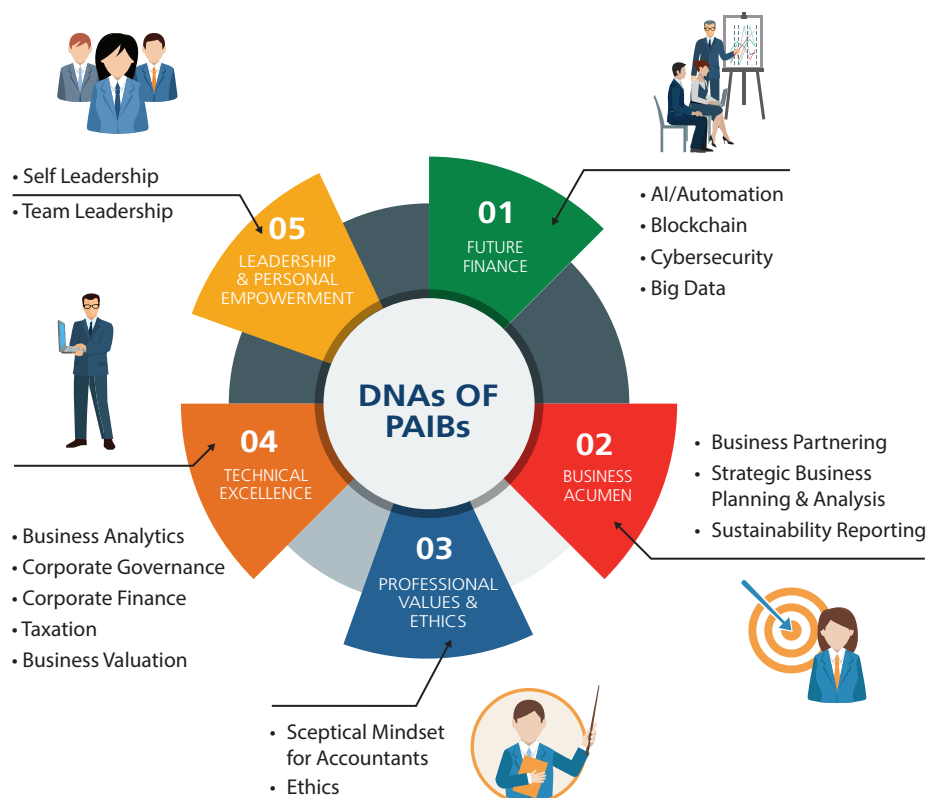 DNAs OF
PAIBs
01
FUTURE
FINANCE
• AI/Automation
• Blockchain
• Cybersecurity
• Big Data
02
BUSINESS
ACUMEN
• Business Partnering
• Strategic Business
Planning & Analysis
• Sustainability Reporting
03
PROFESSIONAL
VALUES &
ETHICS
• Sceptical Mindset
for Accountants
• Ethics
04
TECHNICAL
EXCELLENCE
• Business Analytics
• Corporate Governance
• Corporate Finance
• Taxation
• Business Valuation
05
LEADERSHIP
& PERSONAL
EMPOWERMENT
• Self Leadership
• Team Leadership